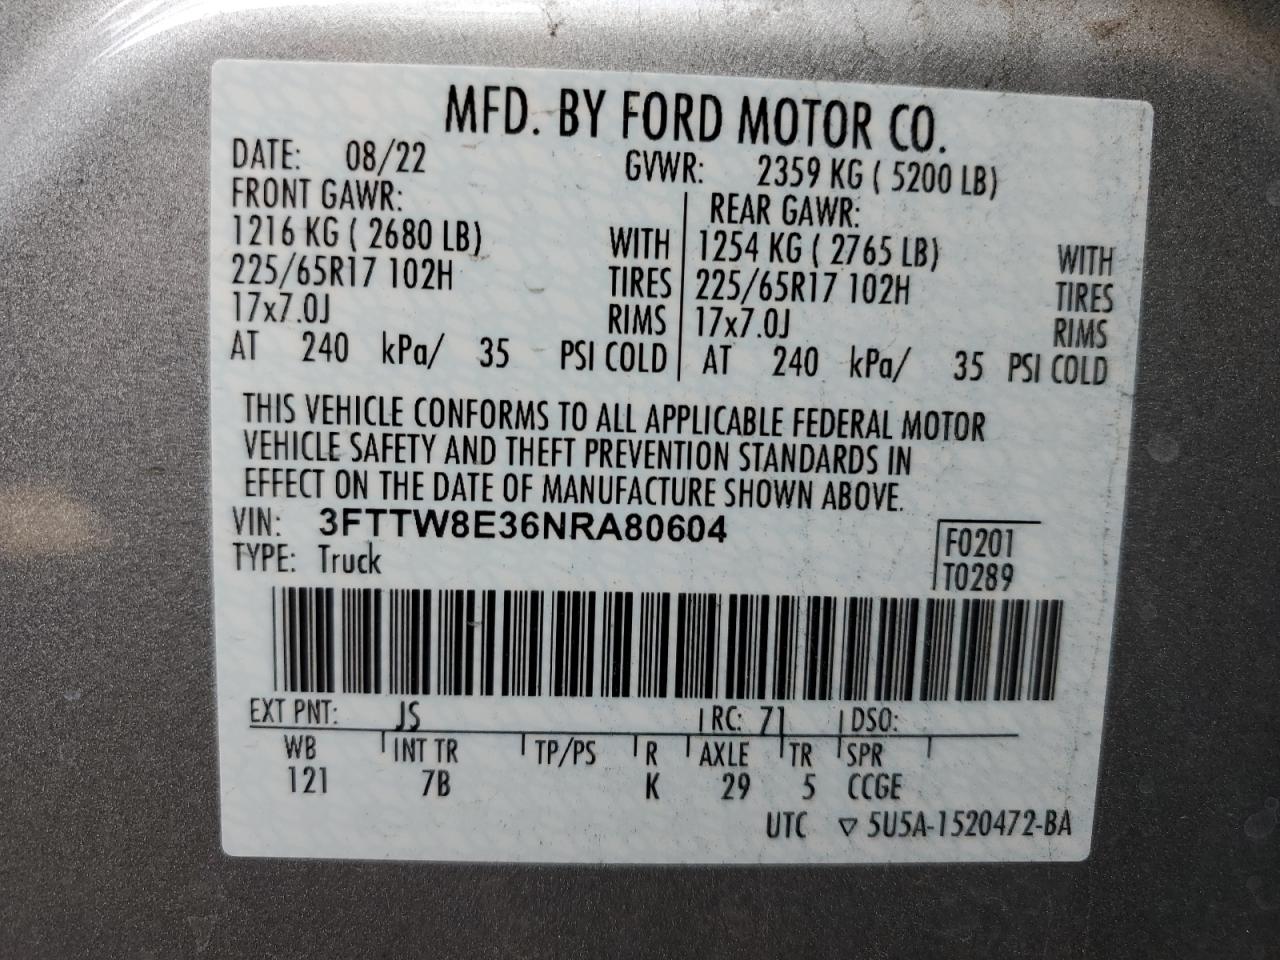 MFD. BY FORD MOTOR CO.
DATE: 08/22 GVWR: 2359 KG ( 5200 LB)
FRONT GAWR: REAR GAWR:
1216 KG ( 2680 LB) WITH 1254 KG ( 2765 LB) WITH
225/65R17 102H TIRES 225/65R17 102H TIRES
17x7.0J RIMS 17x7.0J RIMS
AT 240 kPa/ 35 PSI COLD AT 240 kPa/ 35 PSI COLD
THIS VEHICLE CONFORMS TO ALL APPLICABLE FEDERAL MOTOR
VEHICLE SAFETY AND THEFT PREVENTION STANDARDS IN
EFFECT ON THE DATE OF MANUFACTURE SHOWN ABOVE.
VIN: 3FTTW8E36NRA80604 F0201
TYPE: Truck T0289
EXT PNT: JS RC: 71 DSO:
WB INT TR TP/PS R AXLE TR SPR
121 7B K 29 5 CCGE
UTC ▽ 5U5A-1520472-BA